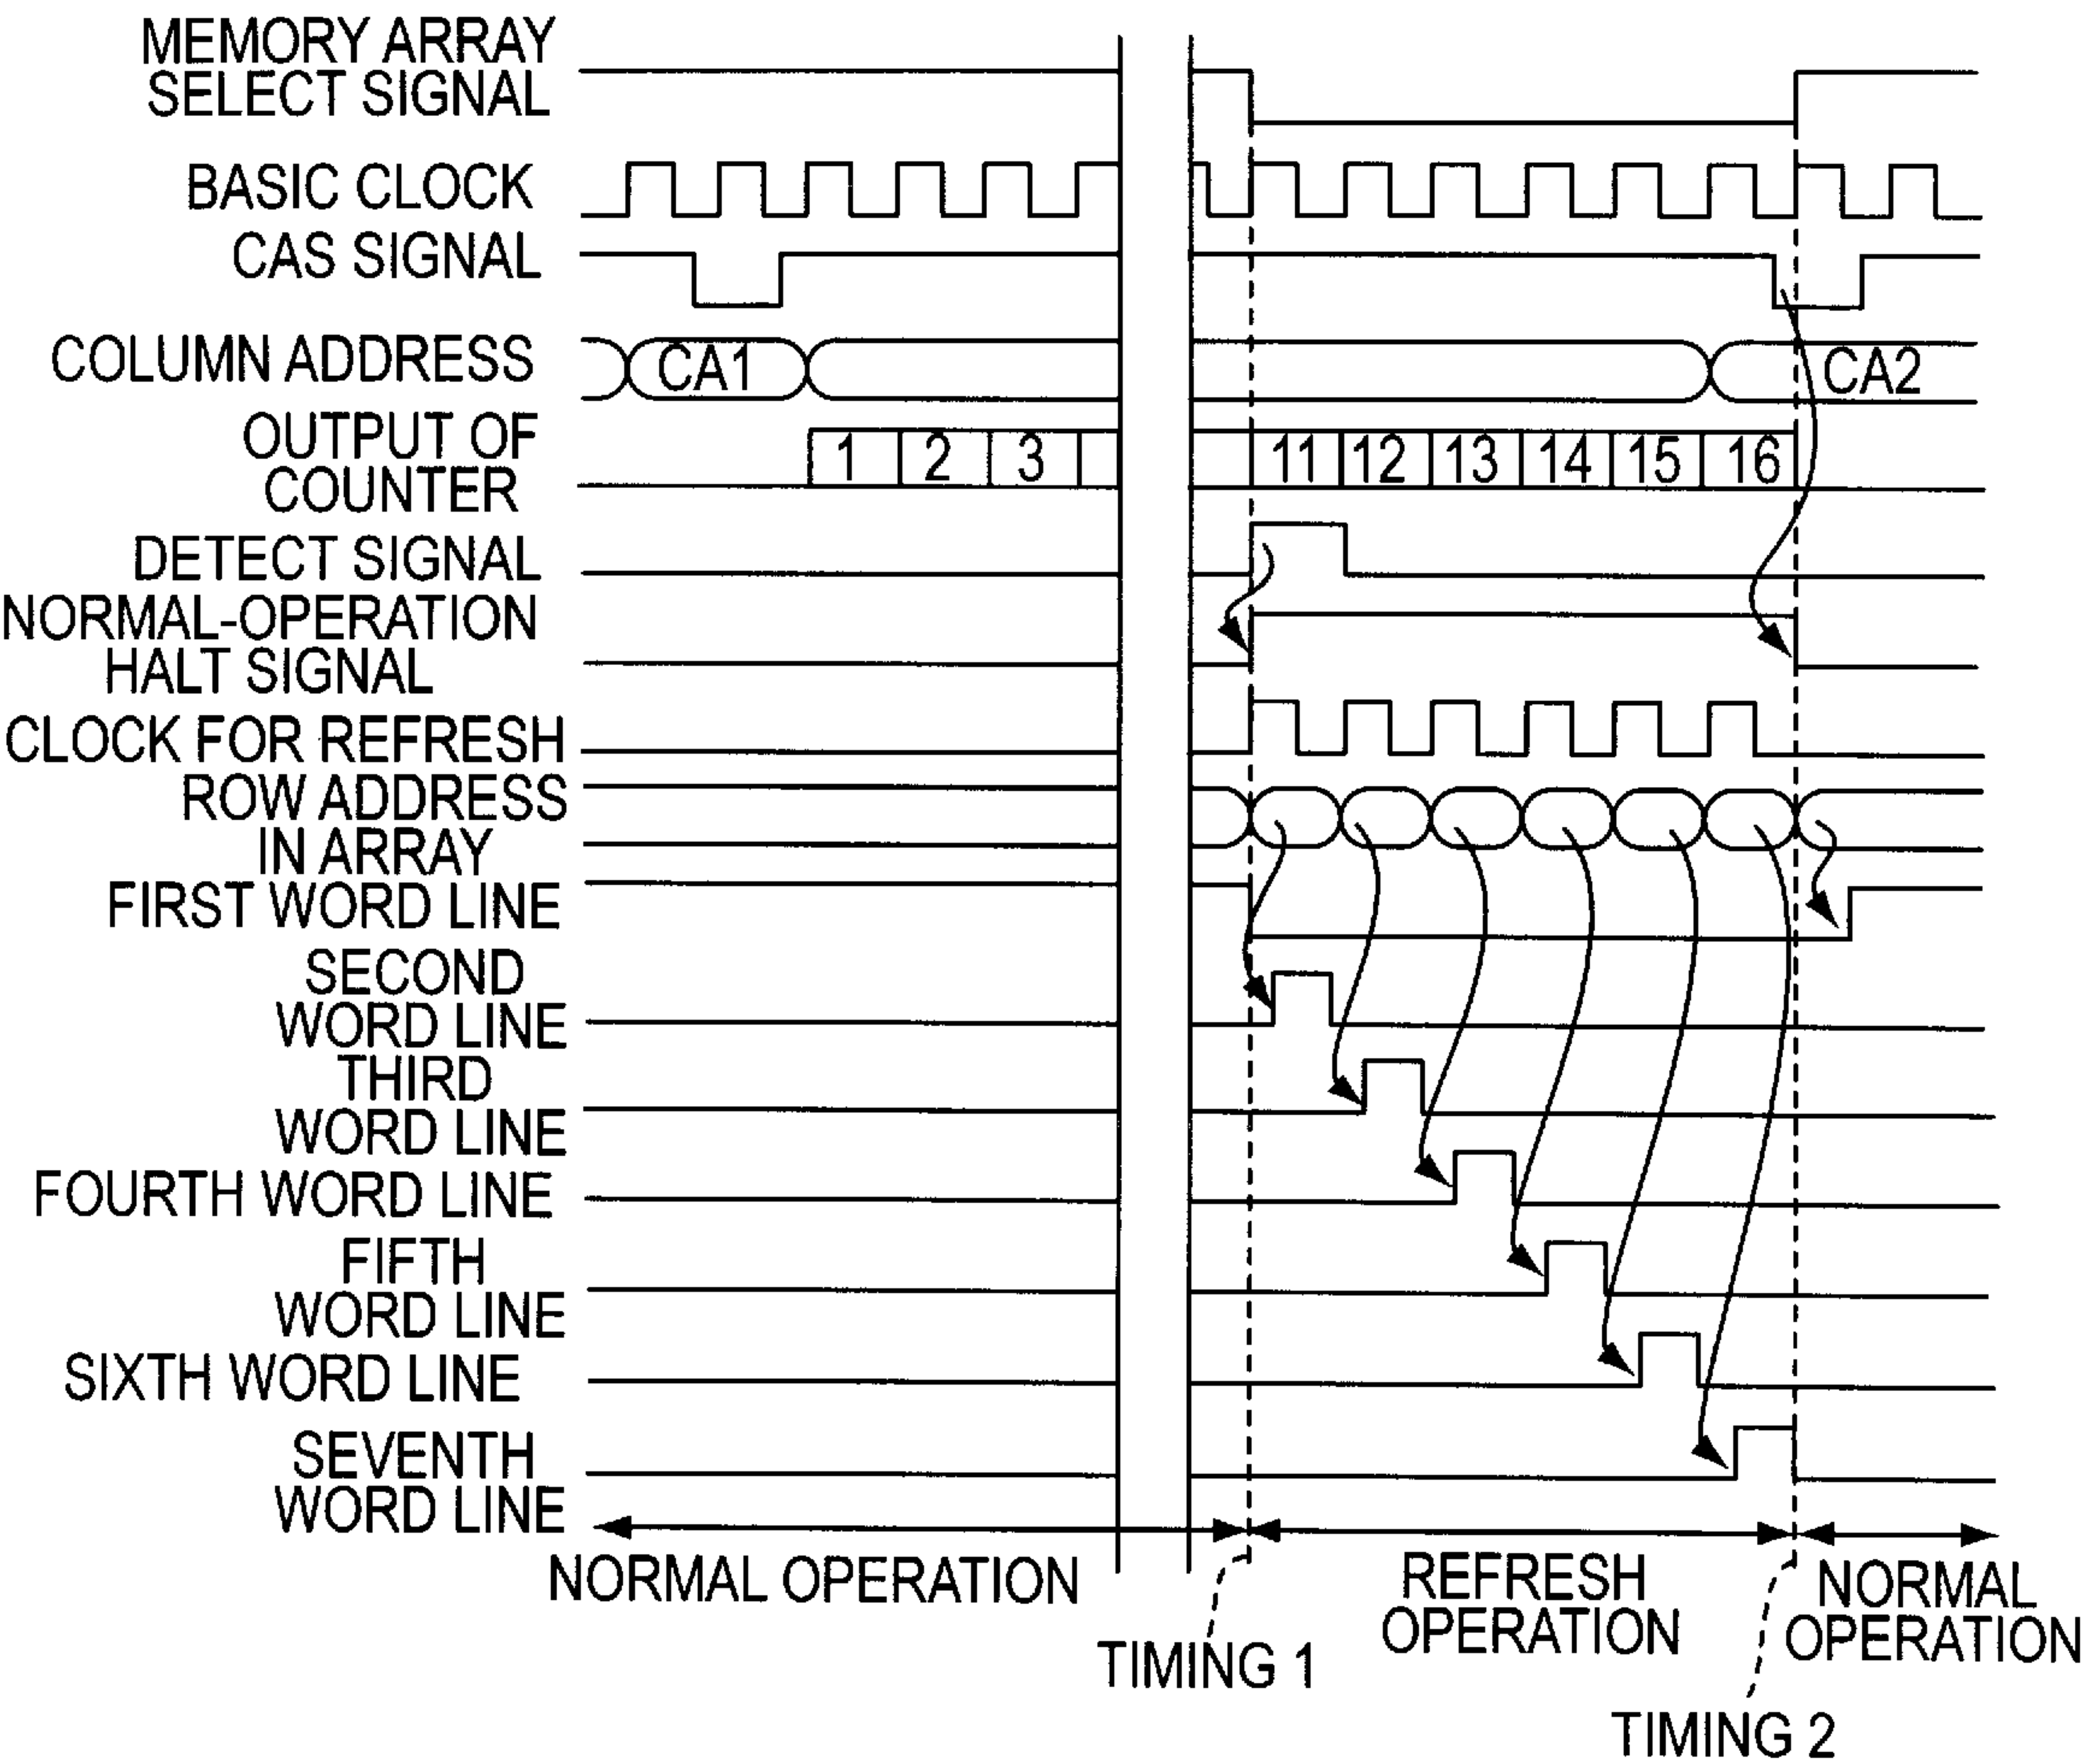 MEMORY ARRAY
SELECT SIGNAL
BASIC CLOCK
CAS SIGNAL
COLUMN ADDRESS
CA1
CA2
OUTPUT OF
COUNTER
1 2 3 11 12 13 14 15 16
DETECT SIGNAL
NORMAL-OPERATION
HALT SIGNAL
CLOCK FOR REFRESH
ROW ADDRESS
IN ARRAY
FIRST WORD LINE
SECOND
WORD LINE
THIRD
WORD LINE
FOURTH WORD LINE
FIFTH
WORD LINE
SIXTH WORD LINE
SEVENTH
WORD LINE
NORMAL OPERATION
REFRESH
OPERATION
NORMAL
OPERATION
TIMING 1
TIMING 2